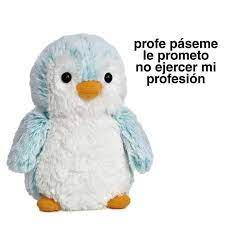 profe páseme
le prometo
no ejercer mi
profesión